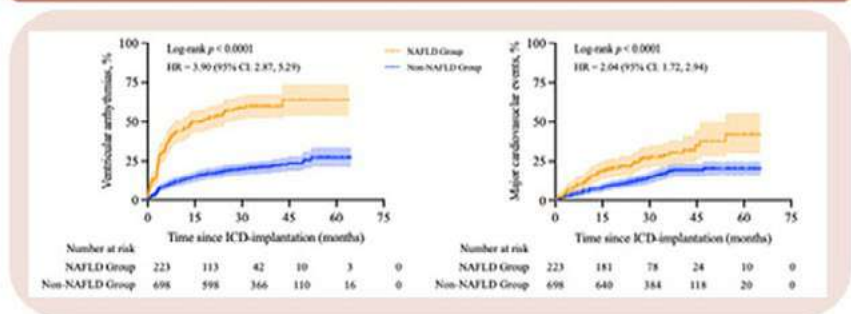 Log-rank p < 0.0001
HR = 3.90 (95% CI: 2.87, 5.29)
Ventricular arrhythmias, %
100
75
50
25
0
0 15 30 45 60 75
Time since ICD-implantation (months)
Number at risk
NAFLD Group 223 113 42 10 3 0
Non-NAFLD Group 698 598 366 110 16 0
NAFLD Group
Non-NAFLD Group
Log-rank p < 0.0001
HR = 2.04 (95% CI: 1.72, 2.94)
Major cardiovascular events, %
100
75
50
25
0
0 15 30 45 60 75
Time since ICD-implantation (months)
Number at risk
NAFLD Group 223 181 78 24 10 0
Non-NAFLD Group 698 640 384 118 20 0